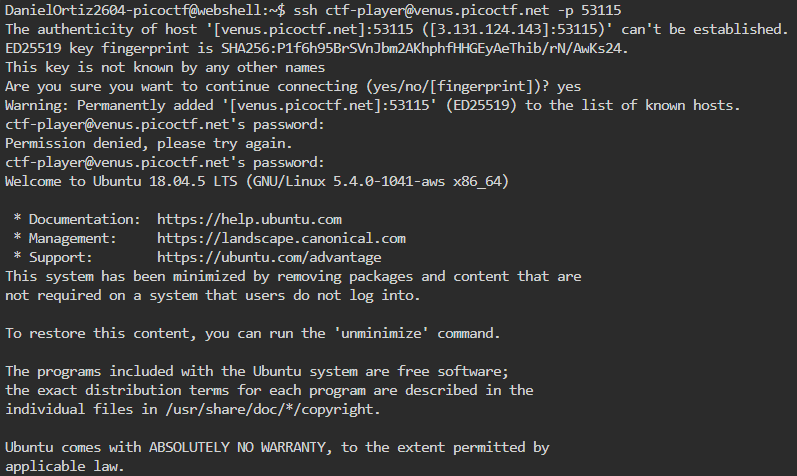 DanielOrtiz2604-picoctf@webshell:~$ ssh ctf-player@venus.picoctf.net -p 53115
The authenticity of host '[venus.picoctf.net]:53115 ([3.131.124.143]:53115)' can't be established.
ED25519 key fingerprint is SHA256:P1f6h95BrSVnJbm2AKhphfHHGEyAeThib/rN/AwKs24.
This key is not known by any other names
Are you sure you want to continue connecting (yes/no/[fingerprint])? yes
Warning: Permanently added '[venus.picoctf.net]:53115' (ED25519) to the list of known hosts.
ctf-player@venus.picoctf.net's password:
Permission denied, please try again.
ctf-player@venus.picoctf.net's password:
Welcome to Ubuntu 18.04.5 LTS (GNU/Linux 5.4.0-1041-aws x86_64)
* Documentation:  https://help.ubuntu.com
* Management:     https://landscape.canonical.com
* Support:        https://ubuntu.com/advantage
This system has been minimized by removing packages and content that are
not required on a system that users do not log into.
To restore this content, you can run the 'unminimize' command.
The programs included with the Ubuntu system are free software;
the exact distribution terms for each program are described in the
individual files in /usr/share/doc/*/copyright.
Ubuntu comes with ABSOLUTELY NO WARRANTY, to the extent permitted by
applicable law.